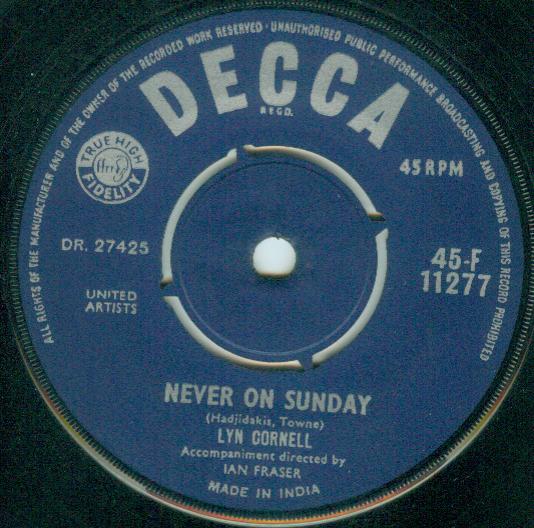 ALL RIGHTS OF THE MANUFACTURER AND OF THE OWNER OF THE RECORDED WORK RESERVED · UNAUTHORISED PUBLIC PERFORMANCE BROADCASTING AND COPYING OF THIS RECORD PROHIBITED
DECCA
REGD.
TRUE HIGH
ffrr
FIDELITY
45 RPM
DR. 27425
45-F
11277
UNITED
ARTISTS
NEVER ON SUNDAY
(Hadjidakis, Towne)
LYN CORNELL
Accompaniment directed by
IAN FRASER
MADE IN INDIA